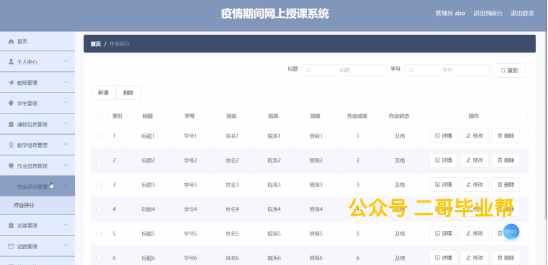 疫情期间网上授课系统
管理员 abo 退出到前台 退出登录
首页
个人中心
教师管理
学生管理
课程信息管理
教学信息管理
作业信息管理
作业评分管理
作业评分
试卷管理
试题管理
首页 / 作业评分
标题 标题 学号 学号 查询
新增 删除
索引 标题 学号 姓名 院系 班级 作业成绩 作业状态 操作
1 标题1 学号1 姓名1 院系1 班级1 1 及格 详情 修改 删除
2 标题2 学号2 姓名2 院系2 班级2 2 及格 详情 修改 删除
3 标题3 学号3 姓名3 院系3 班级3 3 及格 详情 修改 删除
4 标题4 学号4 姓名4 院系4 班级4 4 及格 详情 修改 删除
公众号 二哥毕业帮
5 标题5 学号5 姓名5 院系5 班级5 5 及格 详情 修改
6 标题6 学号6 姓名6 院系6 班级6 6 及格 详情 修改 删除